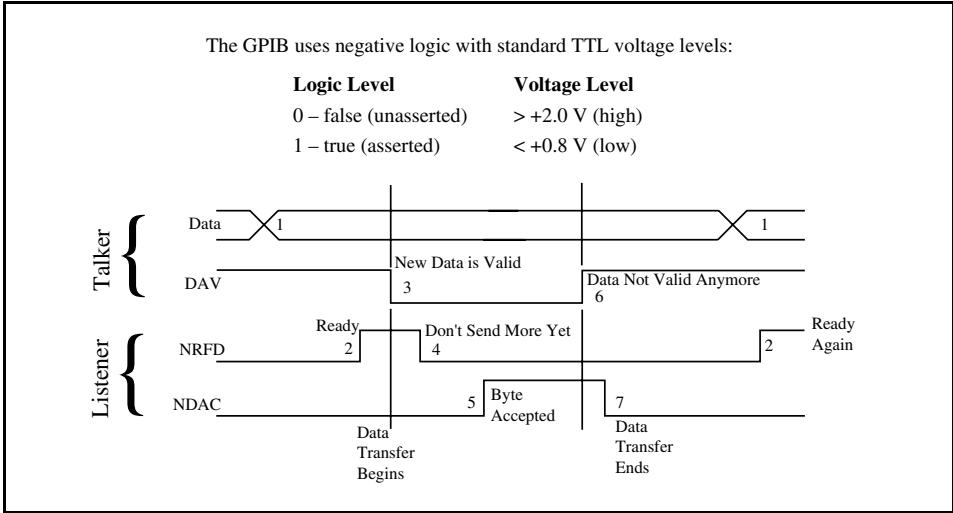 The GPIB uses negative logic with standard TTL voltage levels:
Logic Level Voltage Level
0 – false (unasserted) > +2.0 V (high)
1 – true (asserted) < +0.8 V (low)
Talker
Data 1 1
DAV
New Data is Valid
3
Data Not Valid Anymore
6
Listener
NRFD
Ready
2
Don't Send More Yet
4
2
Ready
Again
NDAC
5
Byte
Accepted
7
Data
Transfer
Begins
Data
Transfer
Ends